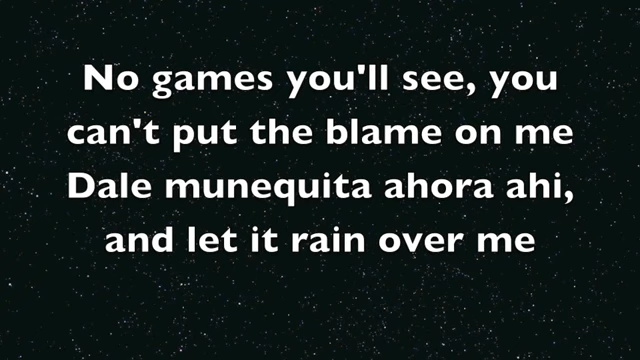 No games you'll see, you
can't put the blame on me
Dale munequita ahora ahi,
and let it rain over me